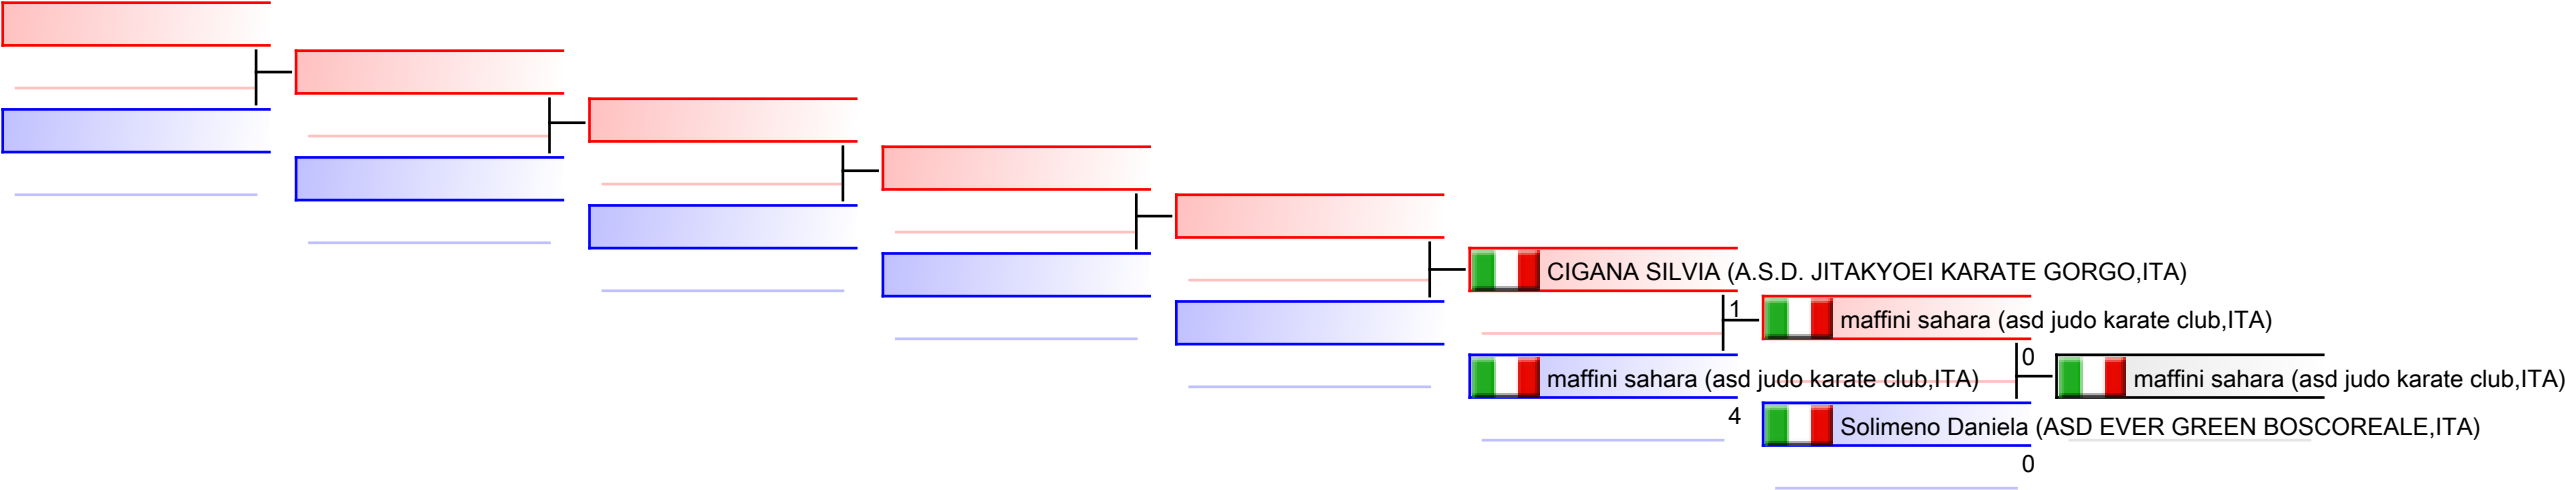 CIGANA SILVIA (A.S.D. JITAKYOEI KARATE GORGO,ITA)
1
maffini sahara (asd judo karate club,ITA)
0
maffini sahara (asd judo karate club,ITA)
maffini sahara (asd judo karate club,ITA)
4
Solimeno Daniela (ASD EVER GREEN BOSCOREALE,ITA)
0